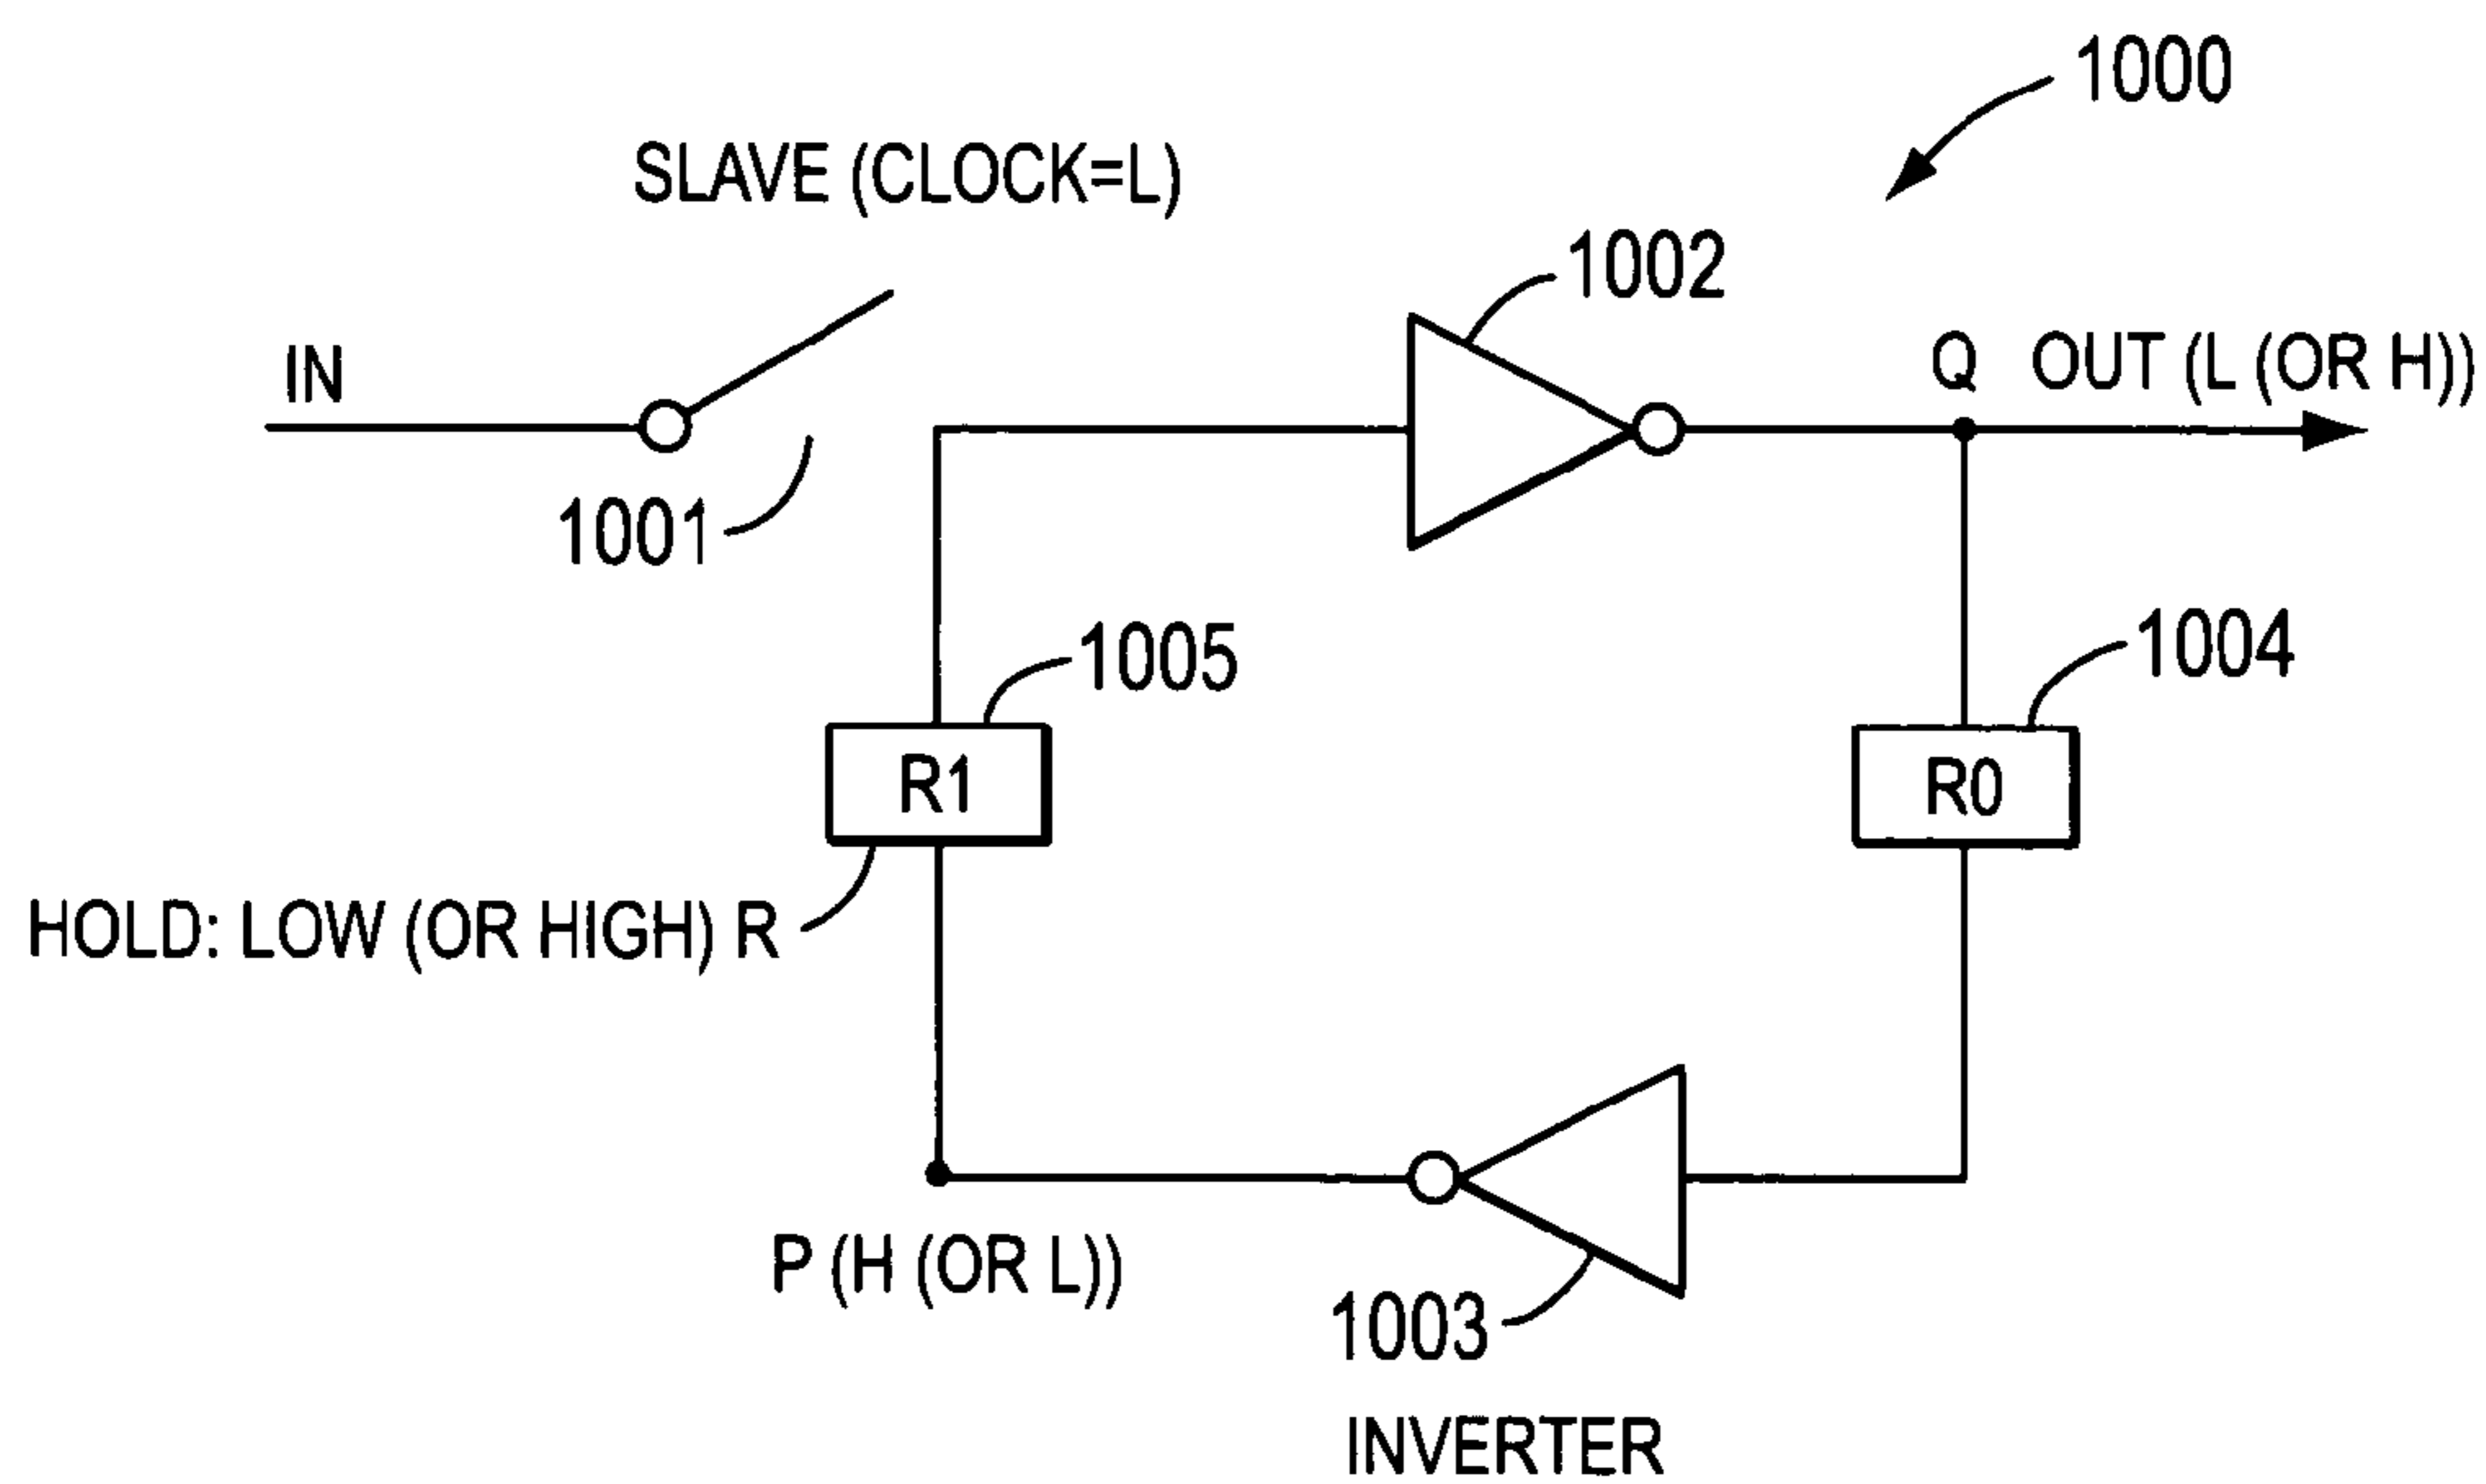 1000
SLAVE (CLOCK=L)
1002
IN
Q OUT (L (OR H))
1001
1005
1004
R1
R0
HOLD: LOW (OR HIGH) R
P (H (OR L))
1003
INVERTER